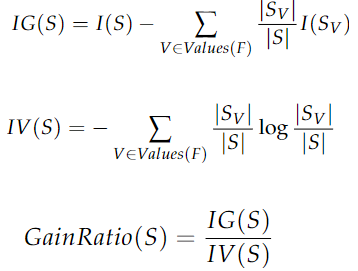 IG(S) = I(S) − ∑_{V∈Values(F)} |S_V|/|S| I(S_V)
IV(S) = − ∑_{V∈Values(F)} |S_V|/|S| log |S_V|/|S|
GainRatio(S) = IG(S)/IV(S)